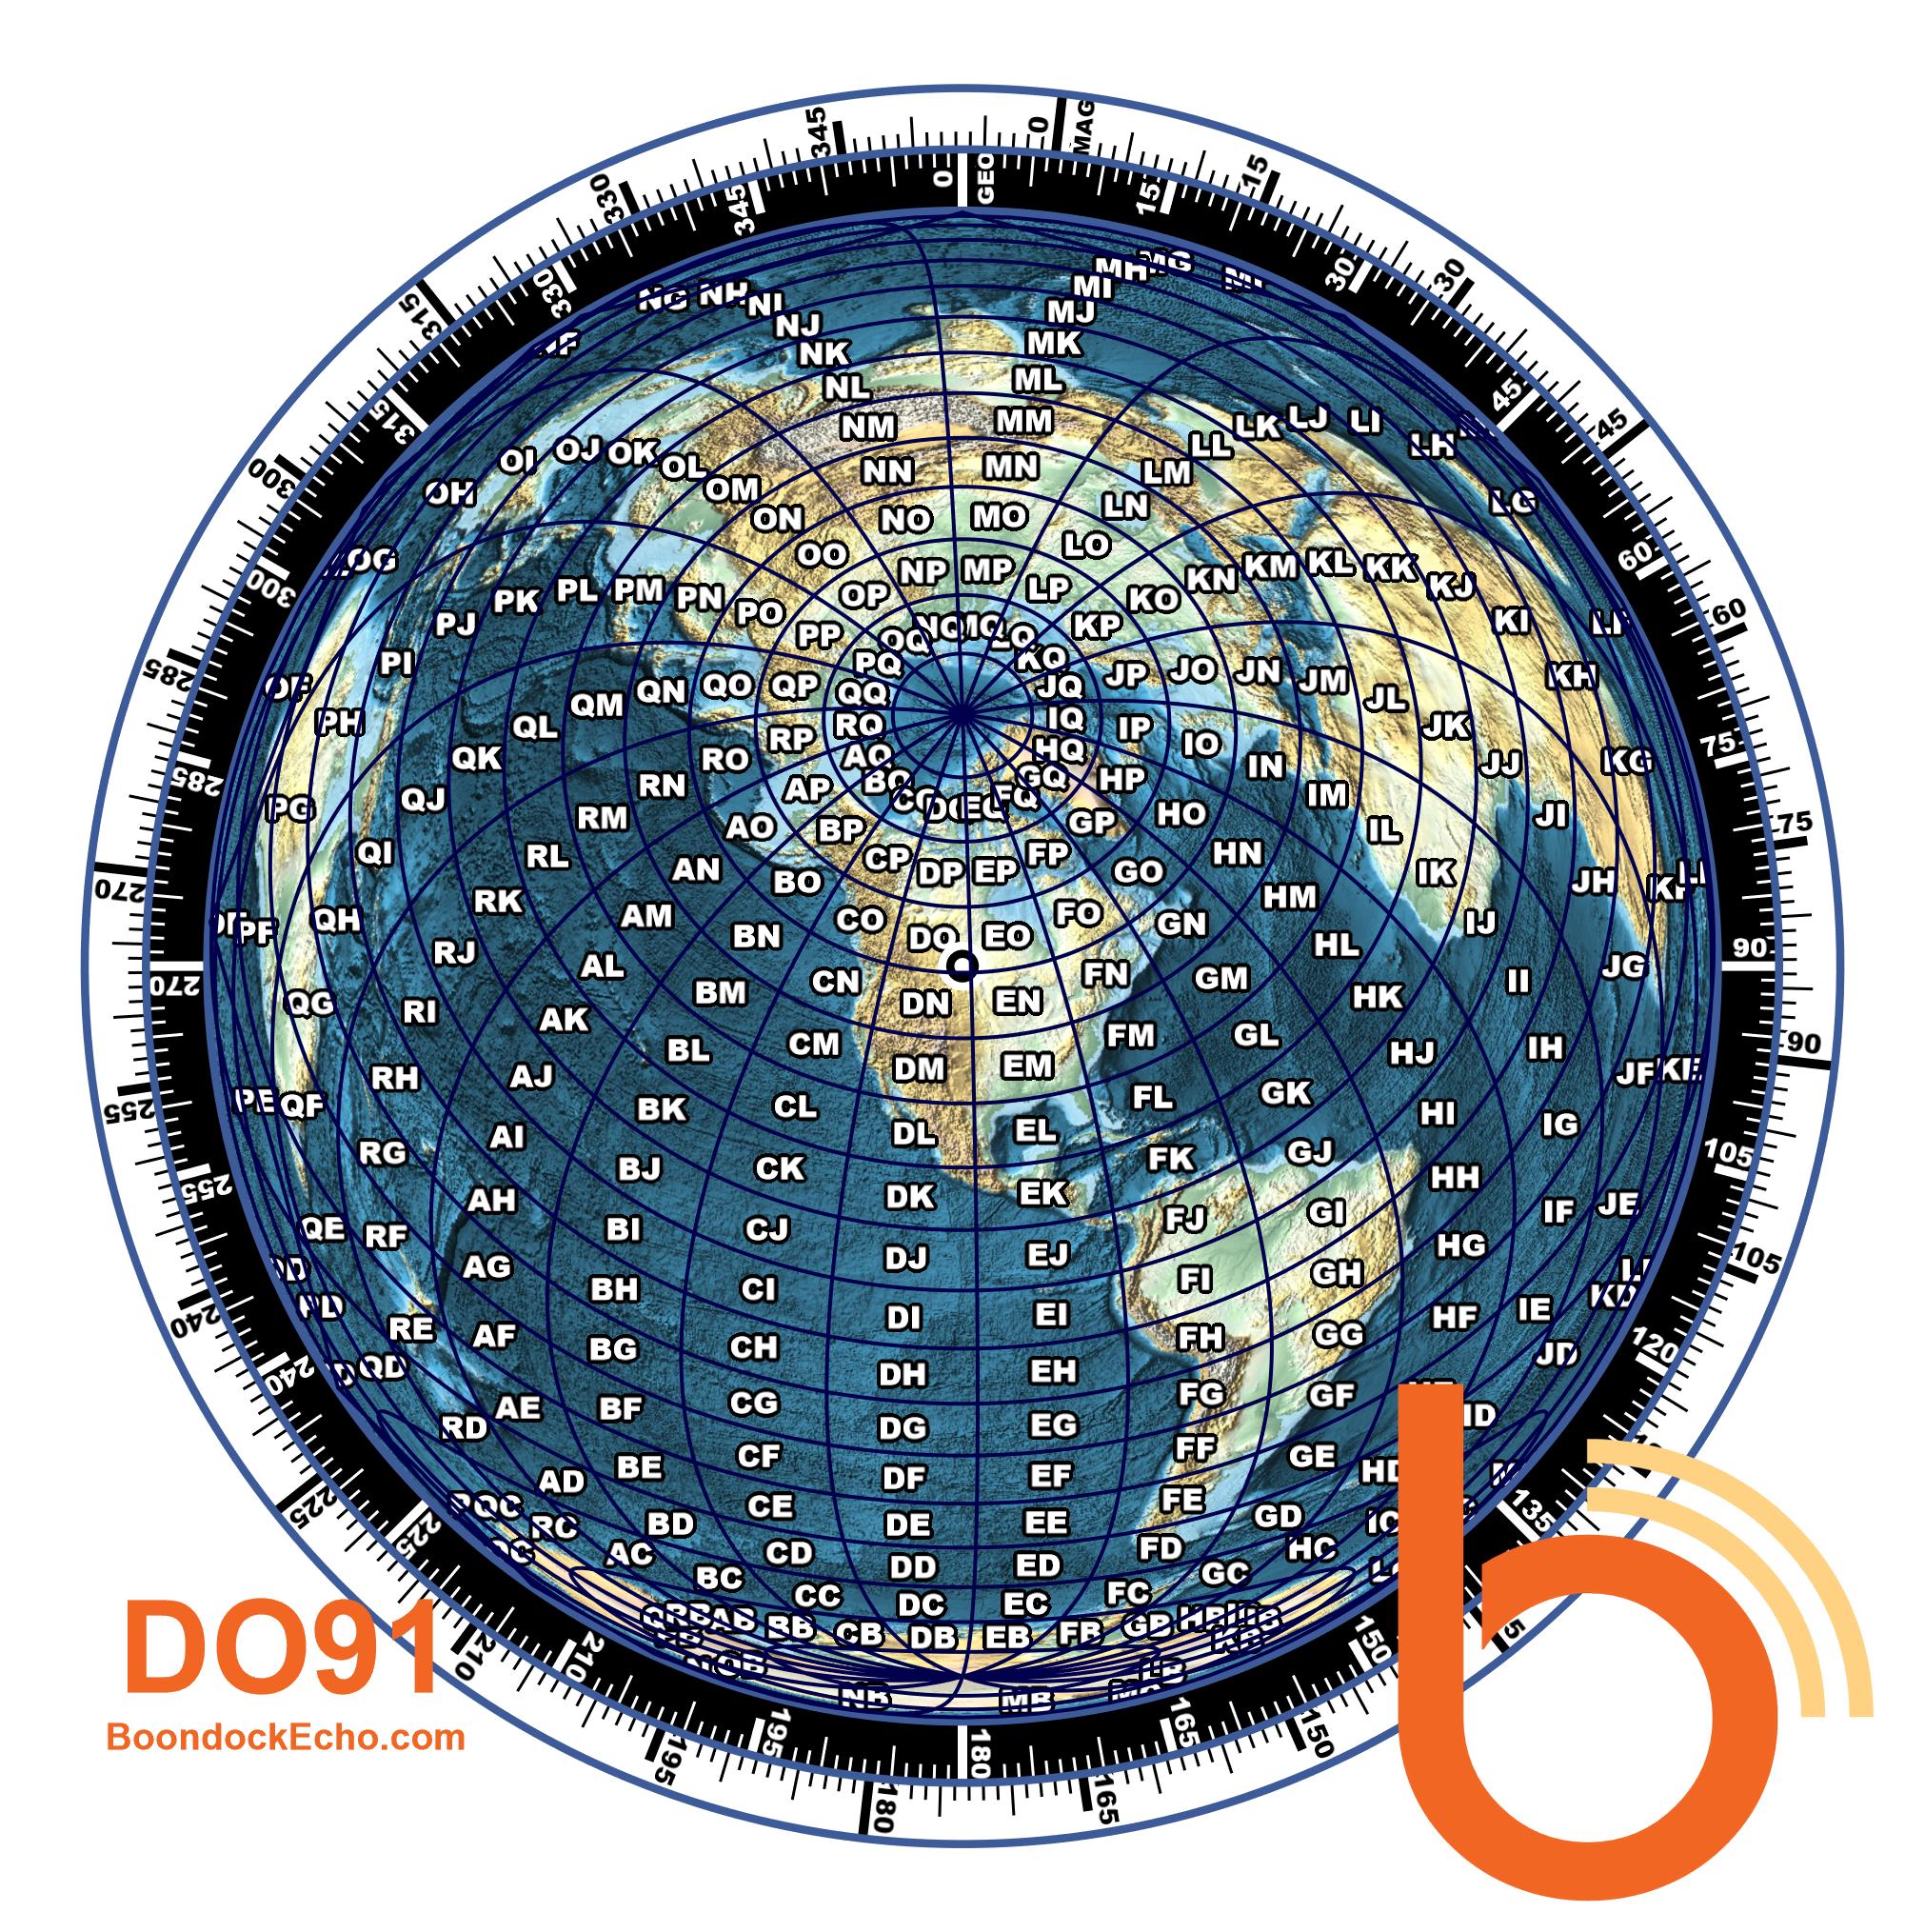 0 MAG
345
15
330
30
315
45
300
60
285
75
270
90
255
105
240
225
210
195
180
165
150
0 GEO
345
15
330
30
315
45
300
60
285
75
270
90
255
105
240
120
225
135
210
150
195
165
180
MH MG
NG NH NI MI
NJ MJ
NK MK
NL ML
NM MM LK LJ LI LH
OI OJ OK OL NN MN LM LL
OH OM LN LG
ON NO MO
OG OO LO
NP MP KN KM KL KK KJ
PK PL PM PN OP LP KO
PJ PO PP KP KI
PI PQ OQ KQ
OF QM QN QO QP QQ JQ JP JO JN JM KH
PH QL RO IQ IP JL JK
QK RO RP AQ HQ IO IN JJ KG
QJ RN AP GQ HP IM
PG RM AO BP GP HO IL JI
QI RL AN BO CP DP EP FP GO HN IK JH
QH RK AM CO FO GN HM IJ
PF RJ BN DO EO HL
AL CN FN GM II JG
QG RI BM DN EN HK
AK BL CM FM GL HJ IH
RH AJ DM EM GK JF KE
PE QF BK CL FL HI IG
RG AI BJ CK DL EL FK GJ HH
AH DK EK FJ GI IF JE
QE RF BI CJ DJ EJ HG
AG BH CI FI GH
RE AF BG CH DI EI FH GG HF IE
QD DH EH FG GF JD
RD AE BF CG DG EG FF ID
AD BE CF DF EF FE GE
RC BD CE DE EE GD
AC CD DD ED FD HC
BC CC DC EC FC GC
AB BB CB DB EB FB GB
NB MB
DO91
BoondockEcho.com
b